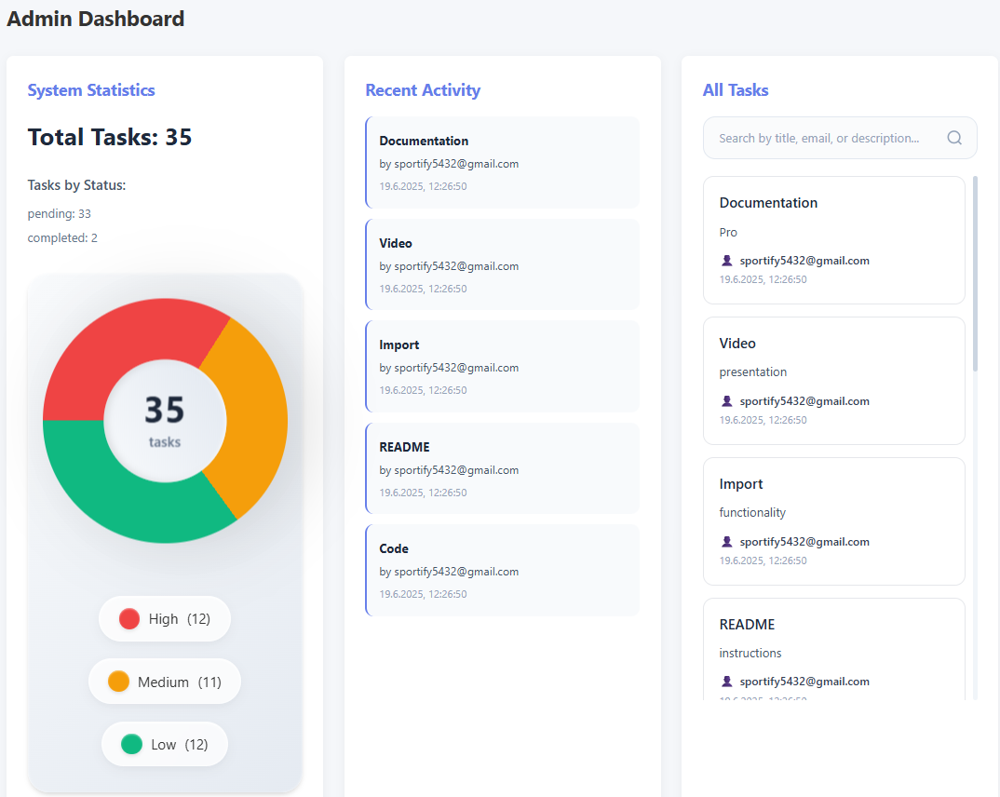 Admin Dashboard
System Statistics
Total Tasks: 35
Tasks by Status:
pending: 33
completed: 2
35
tasks
High (12)
Medium (11)
Low (12)
Recent Activity
Documentation
by sportify5432@gmail.com
19.6.2025, 12:26:50
Video
by sportify5432@gmail.com
19.6.2025, 12:26:50
Import
by sportify5432@gmail.com
19.6.2025, 12:26:50
README
by sportify5432@gmail.com
19.6.2025, 12:26:50
Code
by sportify5432@gmail.com
19.6.2025, 12:26:50
All Tasks
Search by title, email, or description...
Documentation
Pro
sportify5432@gmail.com
19.6.2025, 12:26:50
Video
presentation
sportify5432@gmail.com
19.6.2025, 12:26:50
Import
functionality
sportify5432@gmail.com
19.6.2025, 12:26:50
README
instructions
sportify5432@gmail.com